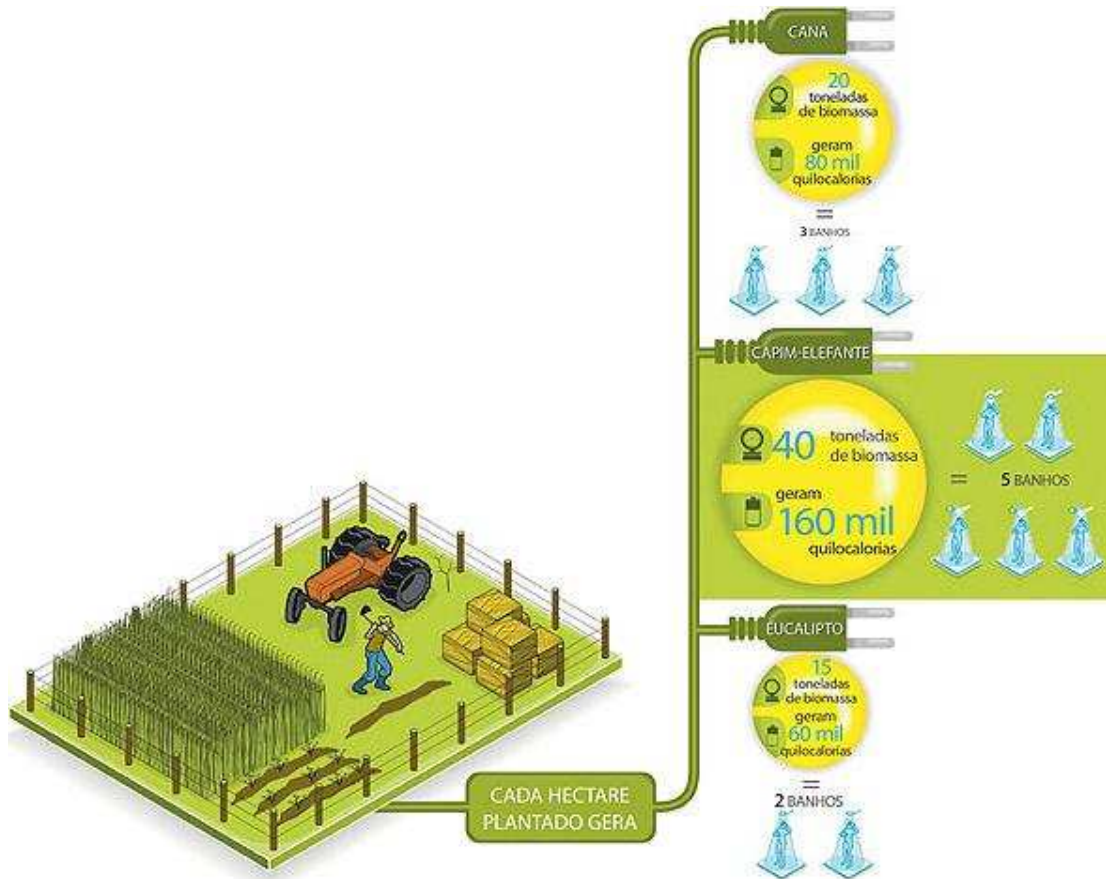 CANA
20
toneladas
de biomassa
geram
80 mil
quilocalorias
=
3 BANHOS
CAPIM-ELEFANTE
40 toneladas
de biomassa
geram
160 mil
quilocalorias
=
5 BANHOS
EUCALIPTO
15
toneladas
de biomassa
geram
60 mil
quilocalorias
=
2 BANHOS
CADA HECTARE
PLANTADO GERA